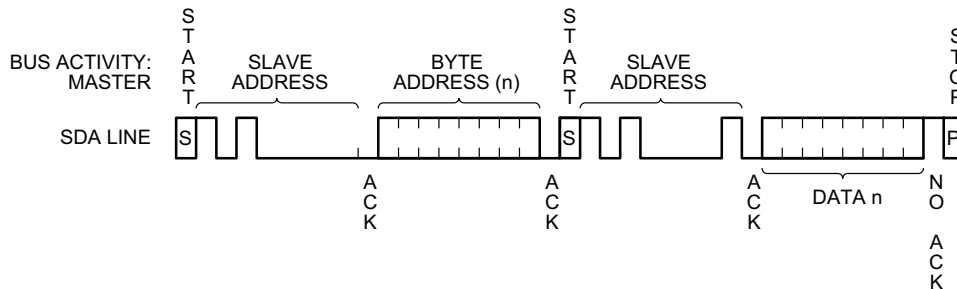 START
START
STOP
BUS ACTIVITY:
MASTER
SLAVE
ADDRESS
BYTE
ADDRESS (n)
SLAVE
ADDRESS
SDA LINE
S
S
P
ACK
ACK
ACK
DATA n
NO ACK